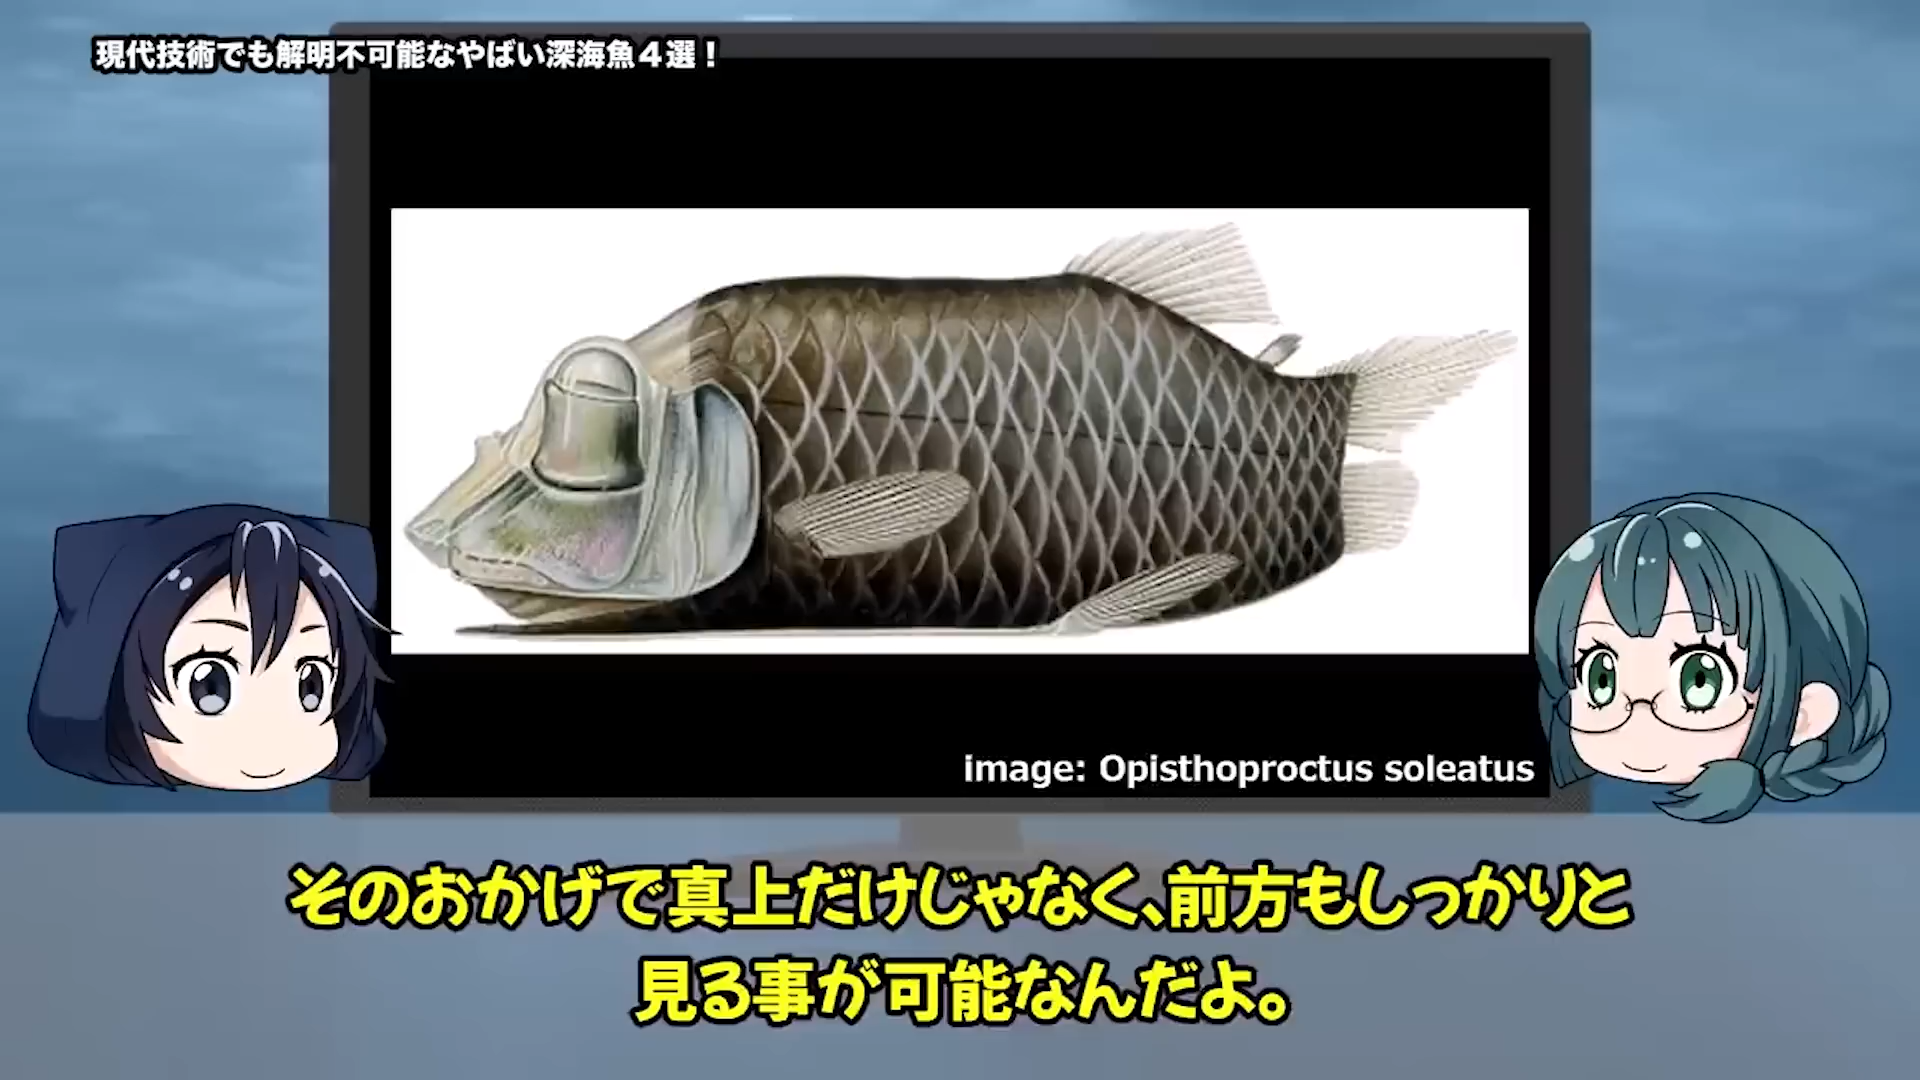 現代技術でも解明不可能なやばい深海魚４選！
image: Opisthoproctus soleatus
そのおかげで真上だけじゃなく、前方もしっかりと
見る事が可能なんだよ。